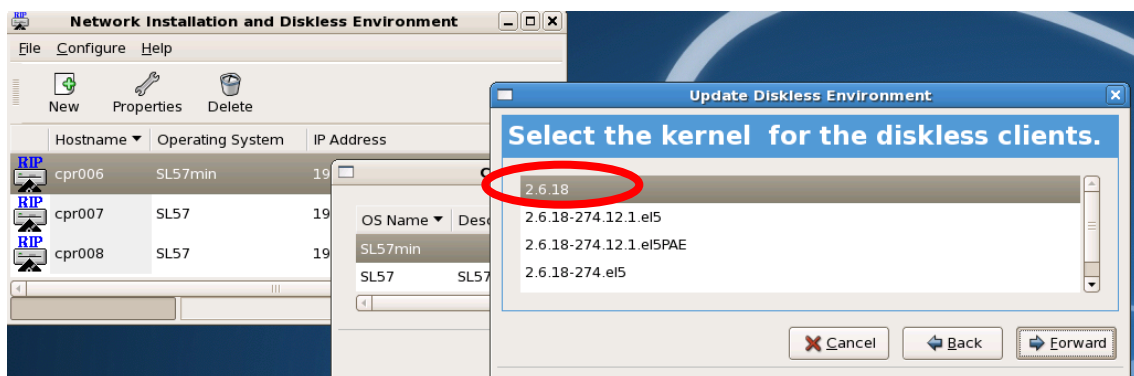 RIP
Network Installation and Diskless Environment
File Configure Help
New Properties Delete
Hostname Operating System IP Address
RIP cpr006 SL57min 19
RIP cpr007 SL57 19
RIP cpr008 SL57 19
OS Name Desc
SL57min
SL57 SL57
Update Diskless Environment
Select the kernel for the diskless clients.
2.6.18
2.6.18-274.12.1.el5
2.6.18-274.12.1.el5PAE
2.6.18-274.el5
Cancel Back Forward